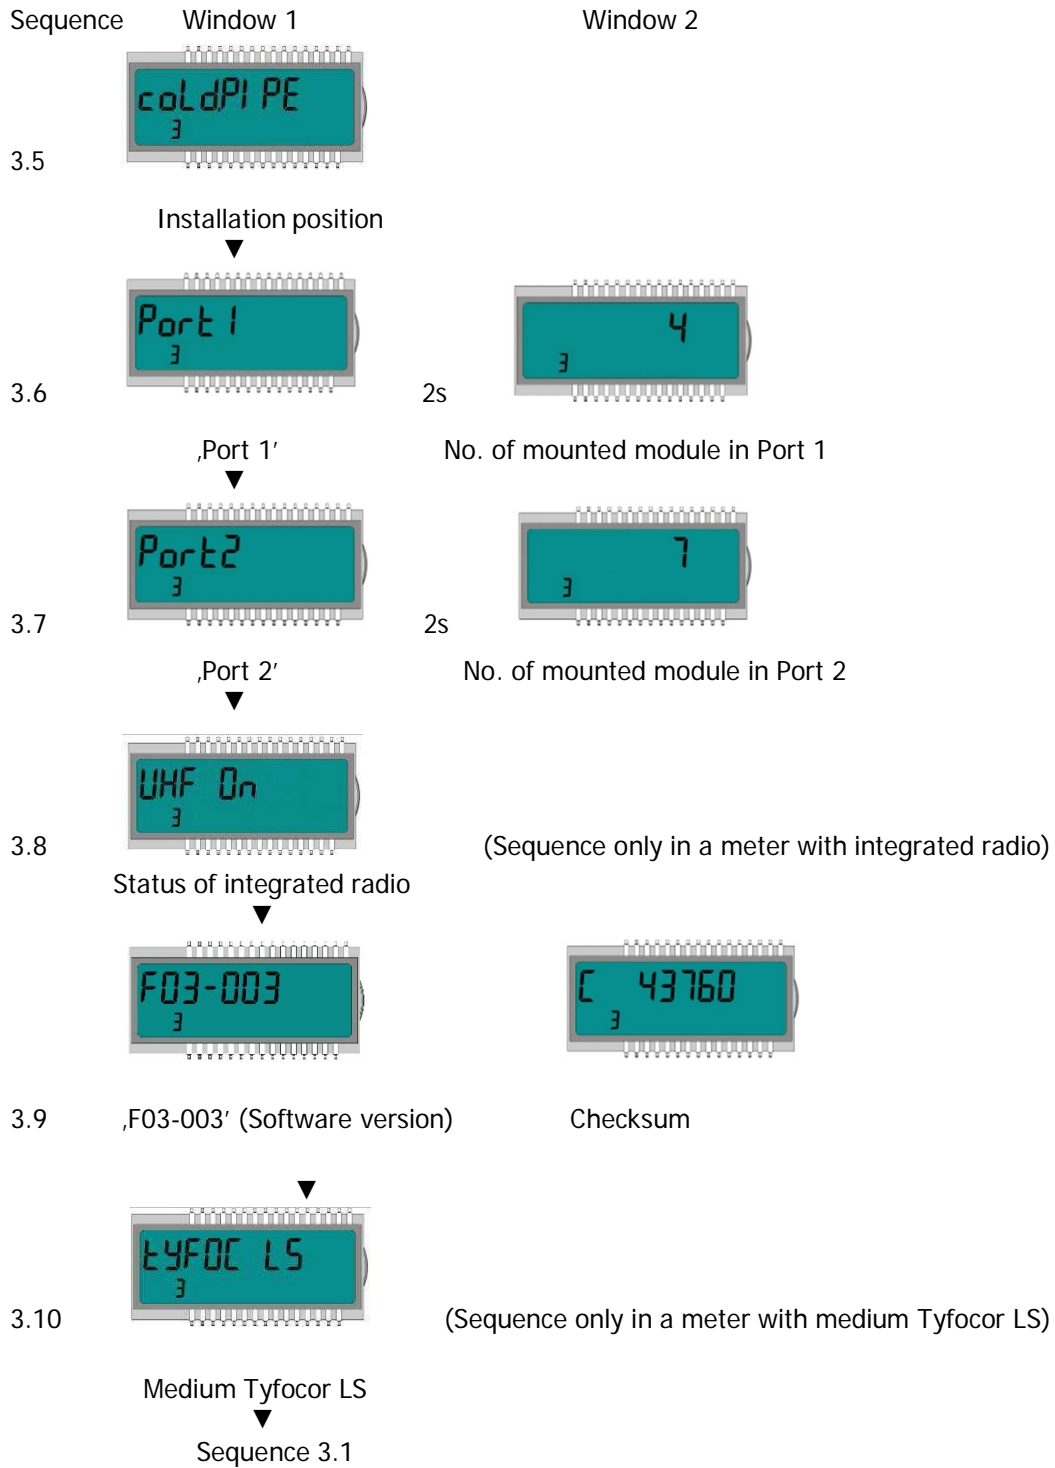 Sequence Window 1 Window 2
coLd,PIPE
3
3.5
Installation position
▼
Port1 4
3 3
3.6 2s
‚Port 1′ No. of mounted module in Port 1
▼
Port2 7
3 3
3.7 2s
‚Port 2′ No. of mounted module in Port 2
▼
UHF On
3
3.8 (Sequence only in a meter with integrated radio)
Status of integrated radio
▼
F03-003 C 43760
3 3
3.9 ‚F03-003′ (Software version) Checksum
▼
tYFOC LS
3
3.10 (Sequence only in a meter with medium Tyfocor LS)
Medium Tyfocor LS
▼
Sequence 3.1